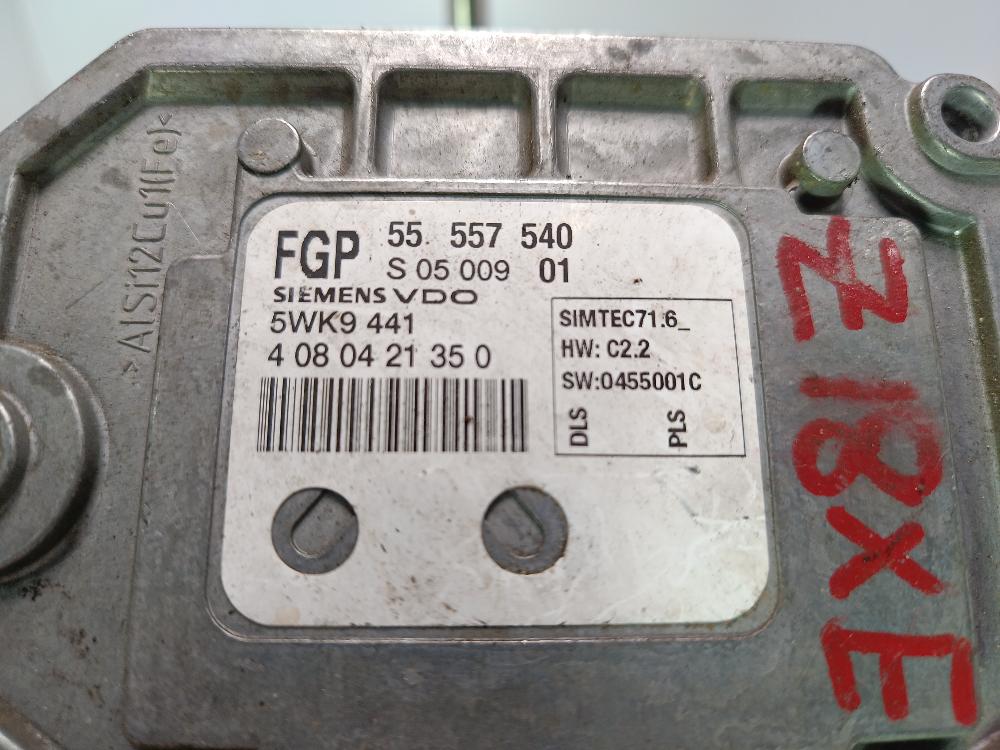 >AlSi12Cu1(Fe)<
FGP 55 557 540
S 05 009 01
SIEMENS VDO
5WK9 441
4 08 04 21 35 0
SIMTEC71.6_
HW: C2.2
SW:0455001C
DLS PLS
Z18XE